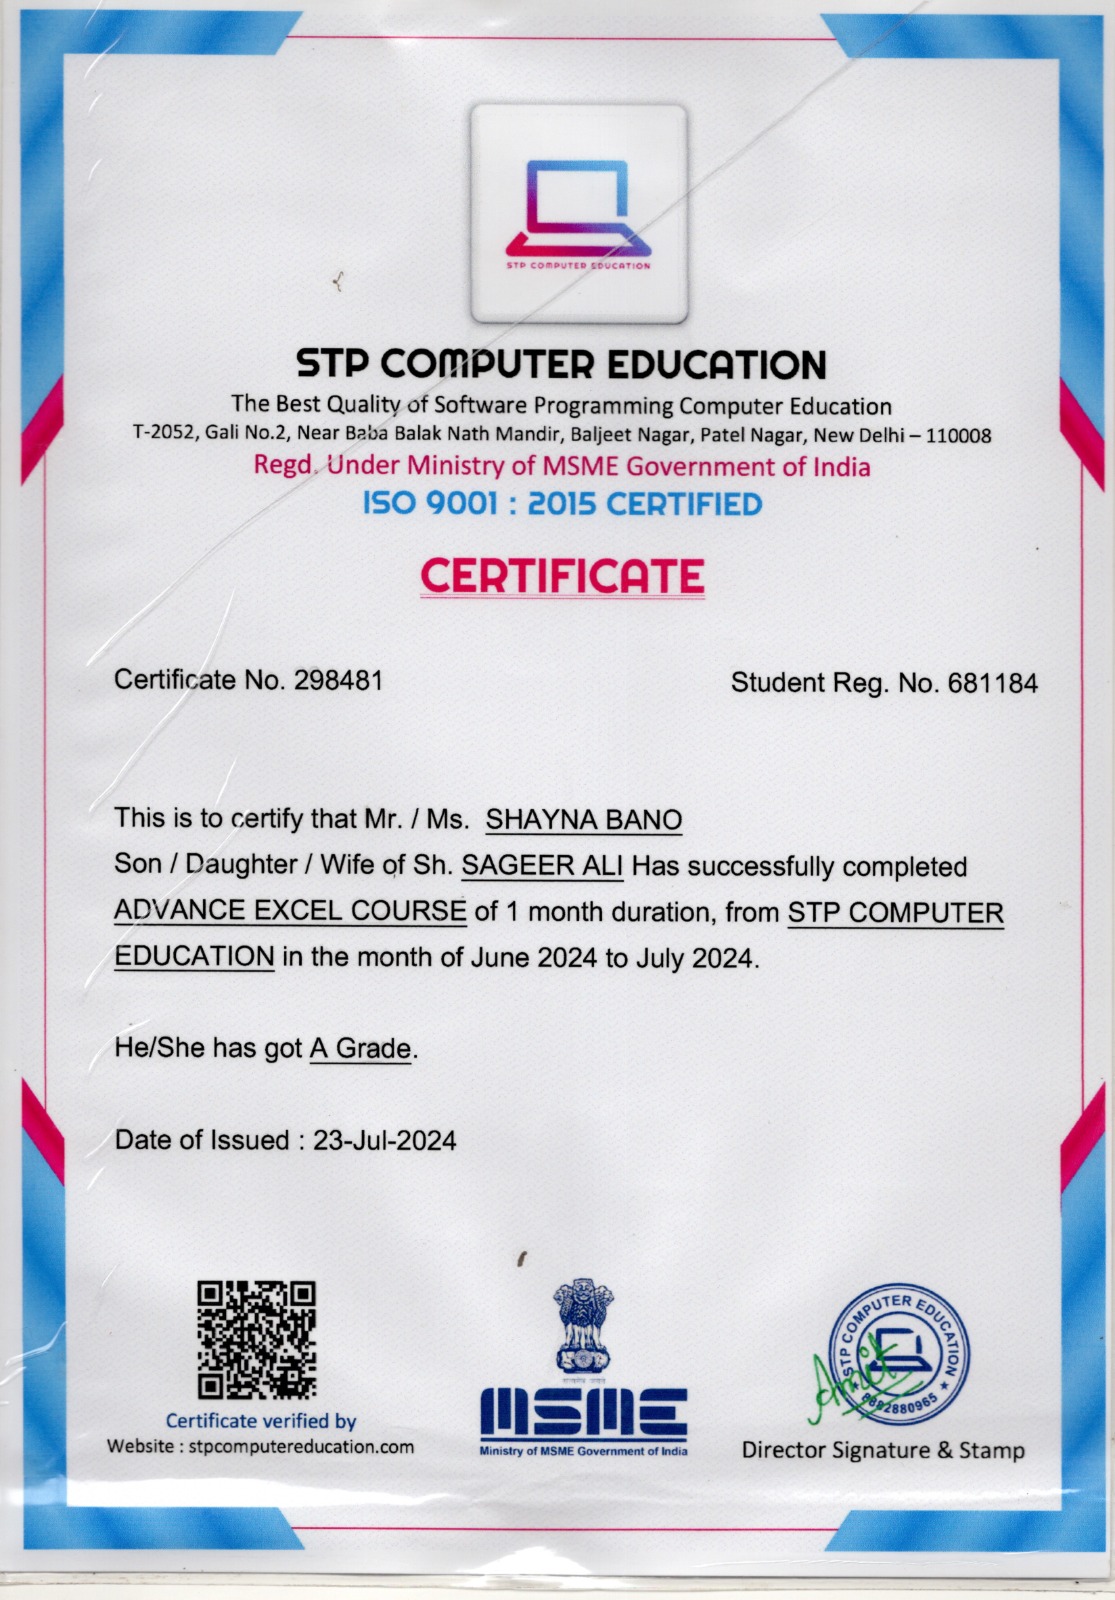 STP COMPUTER EDUCATION
STP COMPUTER EDUCATION
The Best Quality of Software Programming Computer Education
T-2052, Gali No.2, Near Baba Balak Nath Mandir, Baljeet Nagar, Patel Nagar, New Delhi – 110008
Regd. Under Ministry of MSME Government of India
ISO 9001 : 2015 CERTIFIED
CERTIFICATE
Certificate No. 298481
Student Reg. No. 681184
This is to certify that Mr. / Ms. SHAYNA BANO
Son / Daughter / Wife of Sh. SAGEER ALI Has successfully completed
ADVANCE EXCEL COURSE of 1 month duration, from STP COMPUTER
EDUCATION in the month of June 2024 to July 2024.
He/She has got A Grade.
Date of Issued : 23-Jul-2024
Certificate verified by
Website : stpcomputereducation.com
MSME
Ministry of MSME Government of India
STP COMPUTER EDUCATION
8882880965
Director Signature & Stamp